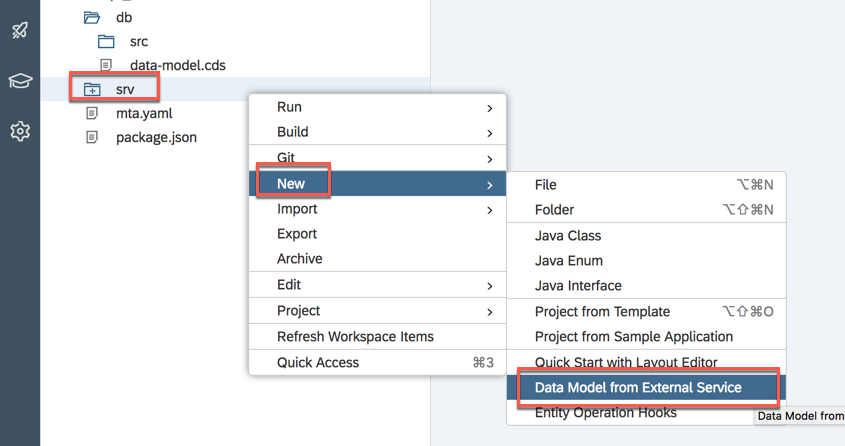 db
src
data-model.cds
srv
mta.yaml
package.json
Run
Build
Git
New
Import
Export
Archive
Edit
Project
Refresh Workspace Items
Quick Access ⌘3
File ⌥⌘N
Folder ⌥⇧⌘N
Java Class
Java Enum
Java Interface
Project from Template ⌥⇧⌘O
Project from Sample Application
Quick Start with Layout Editor
Data Model from External Service
Entity Operation Hooks
Data Model from